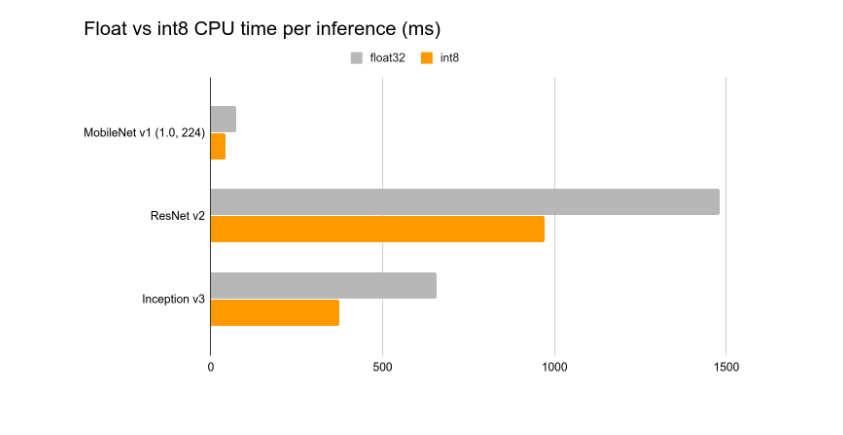 Float vs int8 CPU time per inference (ms)
float32 int8
MobileNet v1 (1.0, 224)
ResNet v2
Inception v3
0 500 1000 1500